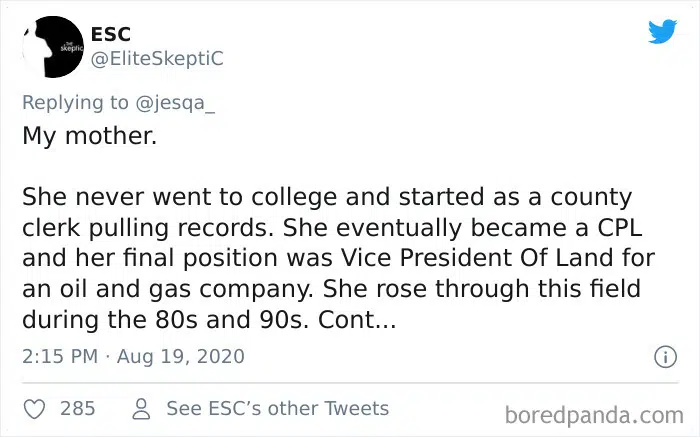 ESC
@EliteSkeptiC
Replying to @jesqa_
My mother.
She never went to college and started as a county
clerk pulling records. She eventually became a CPL
and her final position was Vice President Of Land for
an oil and gas company. She rose through this field
during the 80s and 90s. Cont...
2:15 PM · Aug 19, 2020
285 See ESC’s other Tweets
boredpanda.com